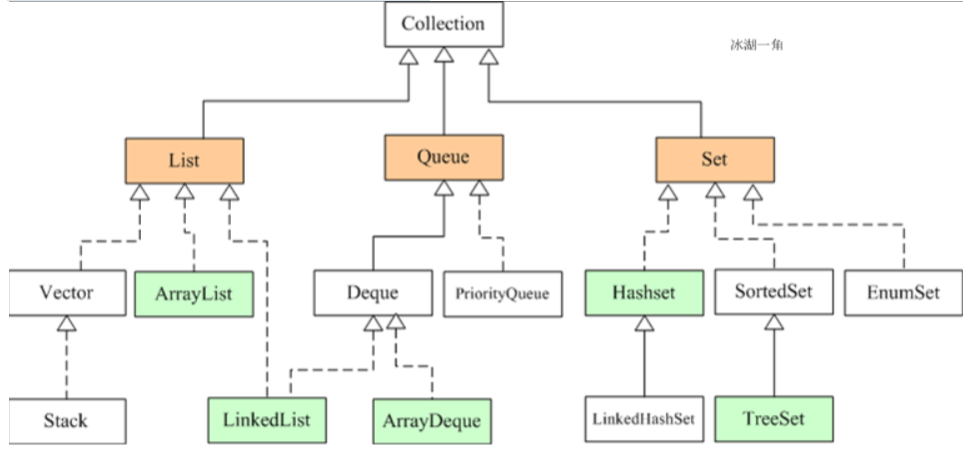 Collection
冰湖一角
List
Queue
Set
Vector
ArrayList
Deque
PriorityQueue
Hashset
SortedSet
EnumSet
Stack
LinkedList
ArrayDeque
LinkedHashSet
TreeSet